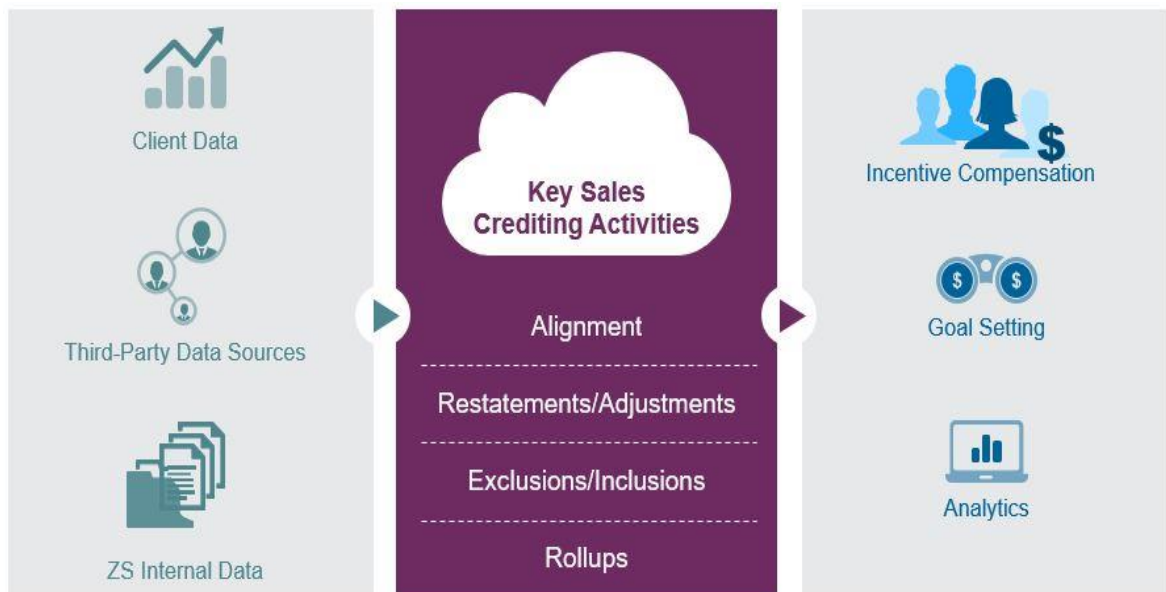 Client Data
Third-Party Data Sources
ZS Internal Data
Key Sales
Crediting Activities
Alignment
Restatements/Adjustments
Exclusions/Inclusions
Rollups
$
Incentive Compensation
$ $
Goal Setting
Analytics